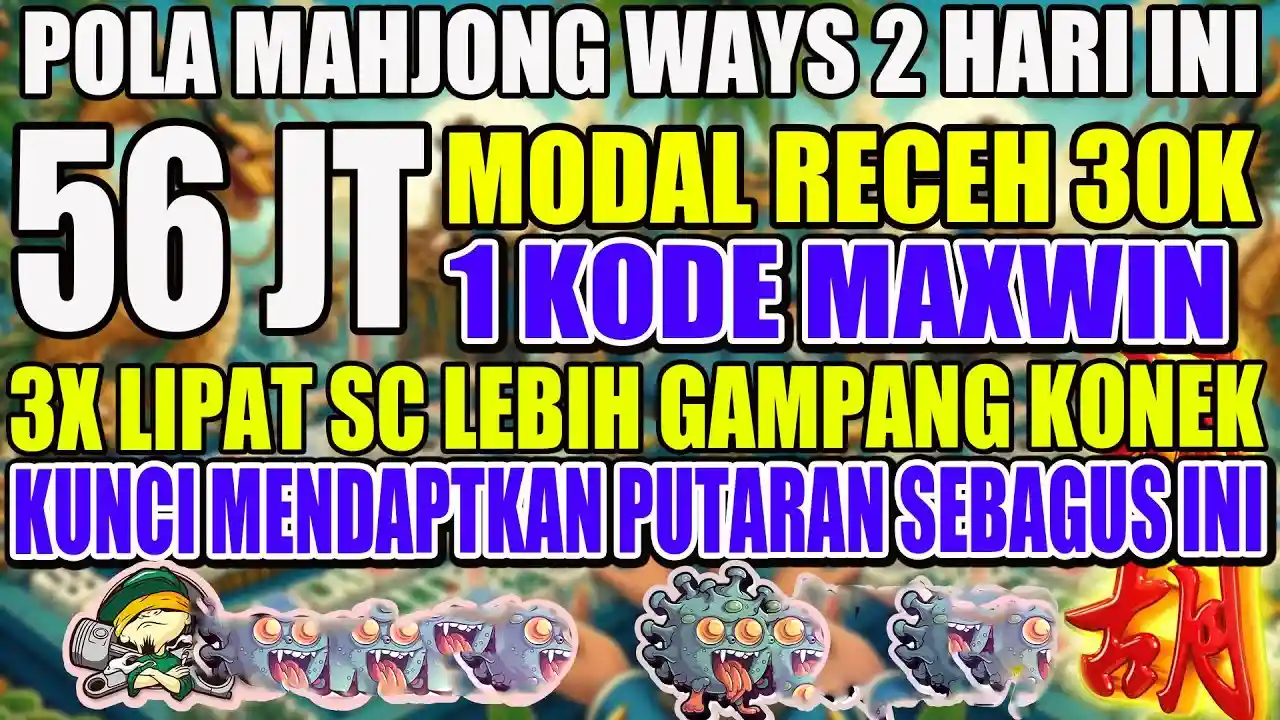 POLA MAHJONG WAYS 2 HARI INI
56 JT
MODAL RECEH 30K
1 KODE MAXWIN
3X LIPAT SC LEBIH GAMPANG KONEK
KUNCI MENDAPTKAN PUTARAN SEBAGUS INI
胡